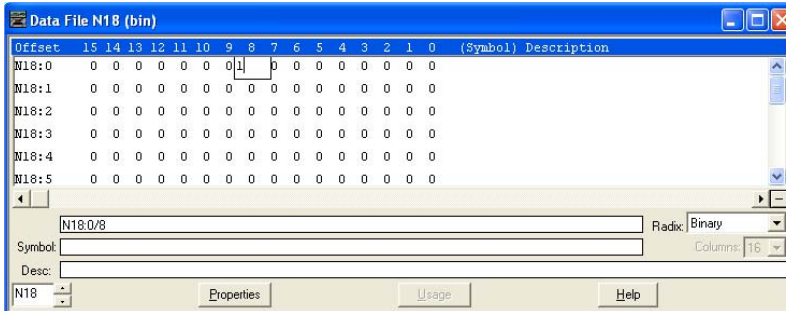 Data File N18 (bin)
Offset 15 14 13 12 11 10 9 8 7 6 5 4 3 2 1 0 (Symbol) Description
N18:0 0 0 0 0 0 0 0 1 0 0 0 0 0 0 0 0
N18:1 0 0 0 0 0 0 0 0 0 0 0 0 0 0 0 0
N18:2 0 0 0 0 0 0 0 0 0 0 0 0 0 0 0 0
N18:3 0 0 0 0 0 0 0 0 0 0 0 0 0 0 0 0
N18:4 0 0 0 0 0 0 0 0 0 0 0 0 0 0 0 0
N18:5 0 0 0 0 0 0 0 0 0 0 0 0 0 0 0 0
N18:0/8 Radix: Binary
Symbol: Columns: 16
Desc:
N18 Properties Usage Help